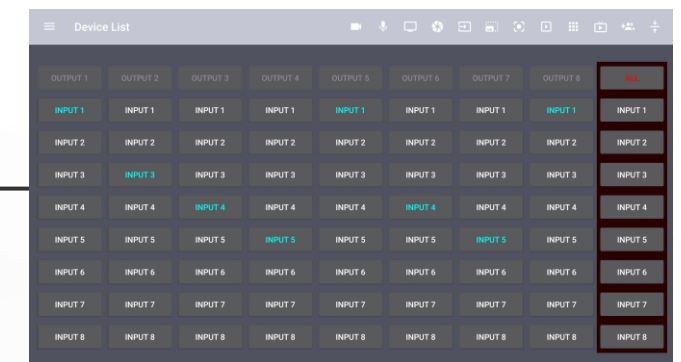 Device List
OUTPUT 1 OUTPUT 2 OUTPUT 3 OUTPUT 4 OUTPUT 5 OUTPUT 6 OUTPUT 7 OUTPUT 8 ALL
INPUT 1 INPUT 1 INPUT 1 INPUT 1 INPUT 1 INPUT 1 INPUT 1 INPUT 1 INPUT 1
INPUT 2 INPUT 2 INPUT 2 INPUT 2 INPUT 2 INPUT 2 INPUT 2 INPUT 2 INPUT 2
INPUT 3 INPUT 3 INPUT 3 INPUT 3 INPUT 3 INPUT 3 INPUT 3 INPUT 3 INPUT 3
INPUT 4 INPUT 4 INPUT 4 INPUT 4 INPUT 4 INPUT 4 INPUT 4 INPUT 4 INPUT 4
INPUT 5 INPUT 5 INPUT 5 INPUT 5 INPUT 5 INPUT 5 INPUT 5 INPUT 5 INPUT 5
INPUT 6 INPUT 6 INPUT 6 INPUT 6 INPUT 6 INPUT 6 INPUT 6 INPUT 6 INPUT 6
INPUT 7 INPUT 7 INPUT 7 INPUT 7 INPUT 7 INPUT 7 INPUT 7 INPUT 7 INPUT 7
INPUT 8 INPUT 8 INPUT 8 INPUT 8 INPUT 8 INPUT 8 INPUT 8 INPUT 8 INPUT 8